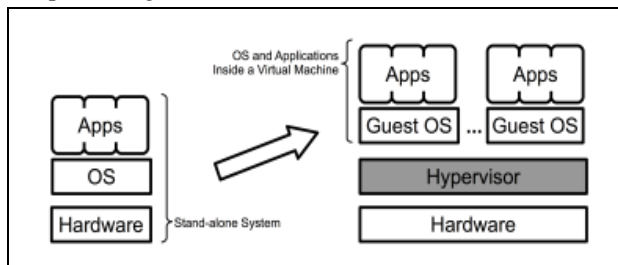 OS and Applications
Inside a Virtual Machine
Apps
Apps
Guest OS
...
Guest OS
Hypervisor
Hardware
Apps
OS
Hardware
Stand-alone System